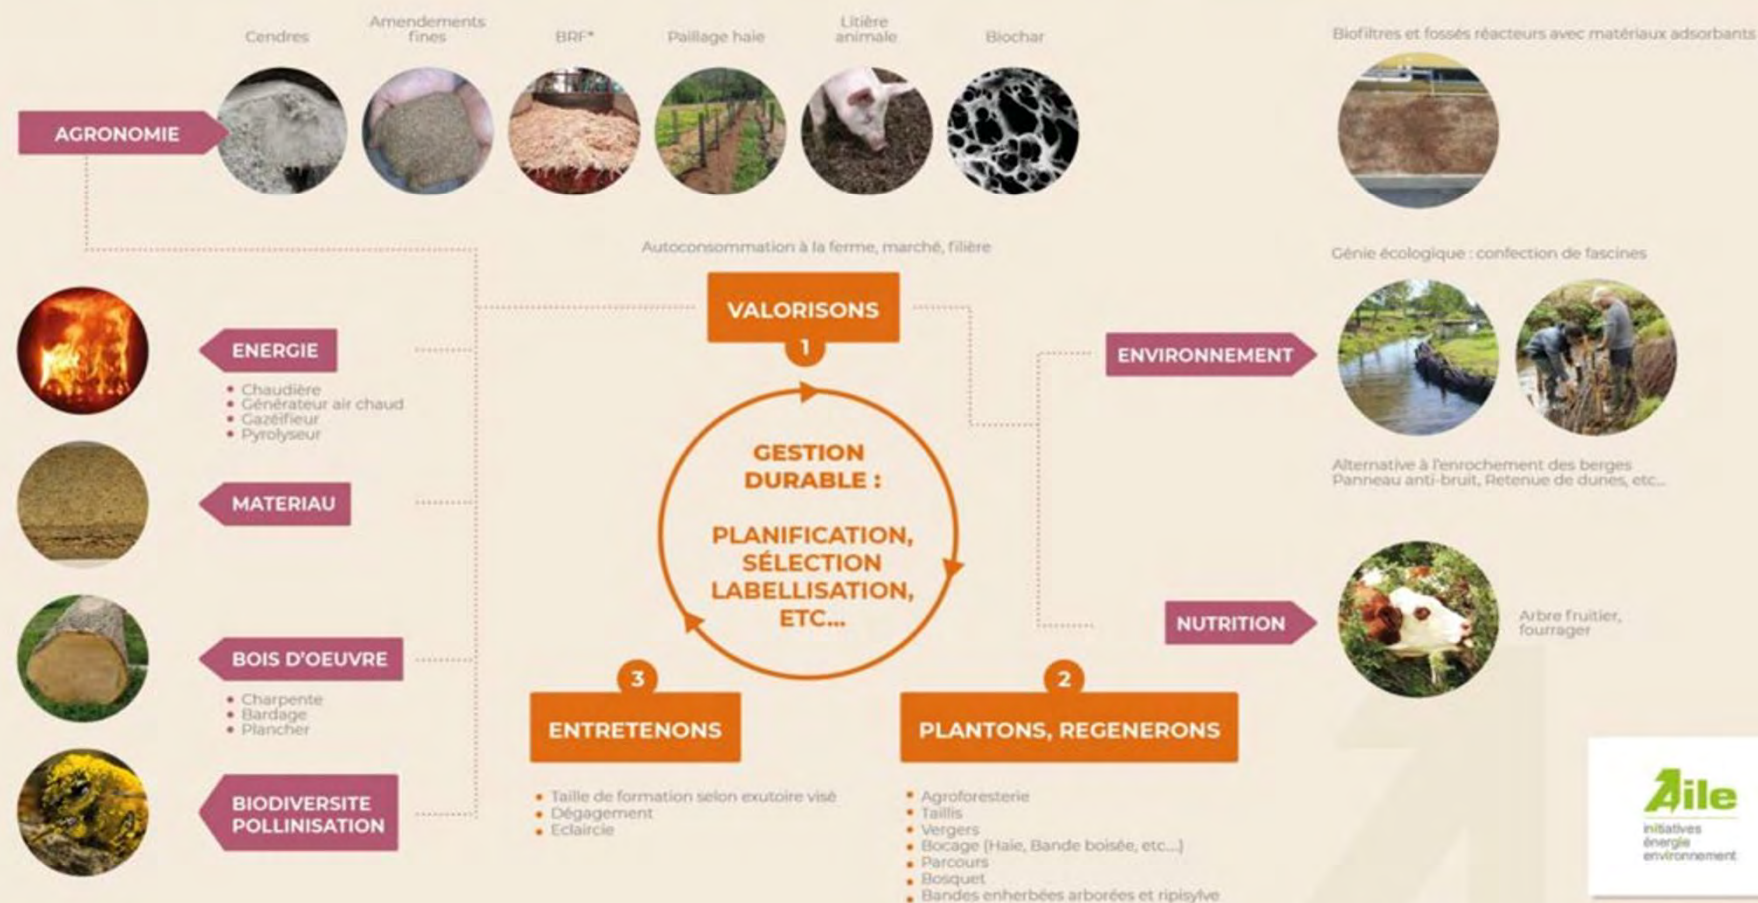 Cendres
Amendements
fines
BRF*
Paillage haie
Litière
animale
Biochar
Biofiltres et fossés réacteurs avec matériaux adsorbants
AGRONOMIE
Autoconsommation à la ferme, marché, filière
VALORISONS
1
Génie écologique : confection de fascines
ENERGIE
• Chaudière
• Générateur air chaud
• Gazéifieur
• Pyrolyseur
ENVIRONNEMENT
Alternative à l'enrochement des berges
Panneau anti-bruit, Retenue de dunes, etc...
MATERIAU
GESTION
DURABLE :
PLANIFICATION,
SÉLECTION
LABELLISATION,
ETC...
NUTRITION
Arbre fruitier,
fourrager
BOIS D'OEUVRE
• Charpente
• Bardage
• Plancher
BIODIVERSITE
POLLINISATION
3
ENTRETENONS
• Taille de formation selon exutoire visé
• Dégagement
• Eclaircie
2
PLANTONS, REGENERONS
• Agroforesterie
• Taillis
• Vergers
• Bocage (Haie, Bande boisée, etc...)
• Parcours
• Bosquet
• Bandes enherbées arborées et ripisylve
Aile
initiatives
énergie
environnement